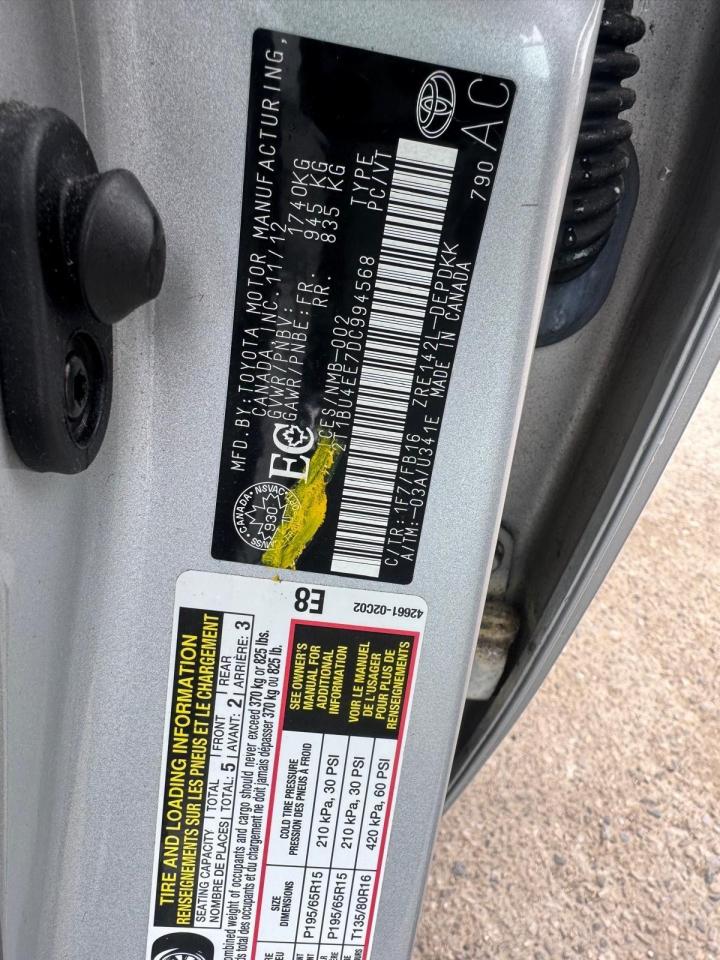 MFD. BY: TOYOTA MOTOR MANUFACTURING,
CANADA INC. 11/12
GVWR/PNBV: 1740KG
GAWR/PNBE:FR: 945 KG
RR. 835 KG
CES/NMB-002
2T1BU4EE7DC994568
TYPE
PC/VT
C/TR: 1F7/FB16 ZRE142L-DEPDKK
A/TM: -03A/U341E MADE IN CANADA
790 AC
EC
CANADA
NSVAC
930
E8
42661-02C02
TIRE AND LOADING INFORMATION
RENSEIGNEMENTS SUR LES PNEUS ET LE CHARGEMENT
SEATING CAPACITY | TOTAL | FRONT | REAR
NOMBRE DE PLACES | TOTAL: 5 | AVANT: 2 | ARRIÈRE: 3
weight of occupants and cargo should never exceed 370 kg or 825 lbs.
total des occupants et du chargement ne doit jamais dépasser 370 kg ou 825 lb.
SIZE
DIMENSIONS
COLD TIRE PRESSURE
PRESSION DES PNEUS À FROID
P195/65R15 210 kPa, 30 PSI
P195/65R15 210 kPa, 30 PSI
T135/80R16 420 kPa, 60 PSI
SEE OWNER'S
MANUAL FOR
ADDITIONAL
INFORMATION
VOIR LE MANUEL
DE L'USAGER
POUR PLUS DE
RENSEIGNEMENTS